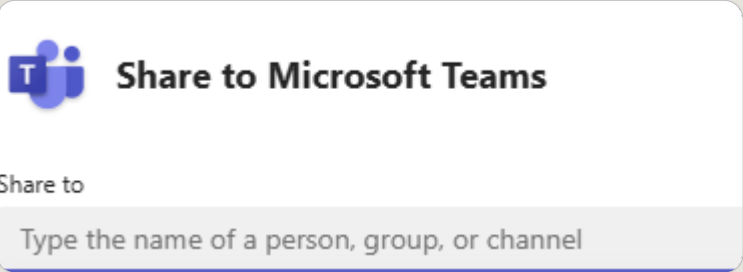 T
Share to Microsoft Teams
Share to
Type the name of a person, group, or channel